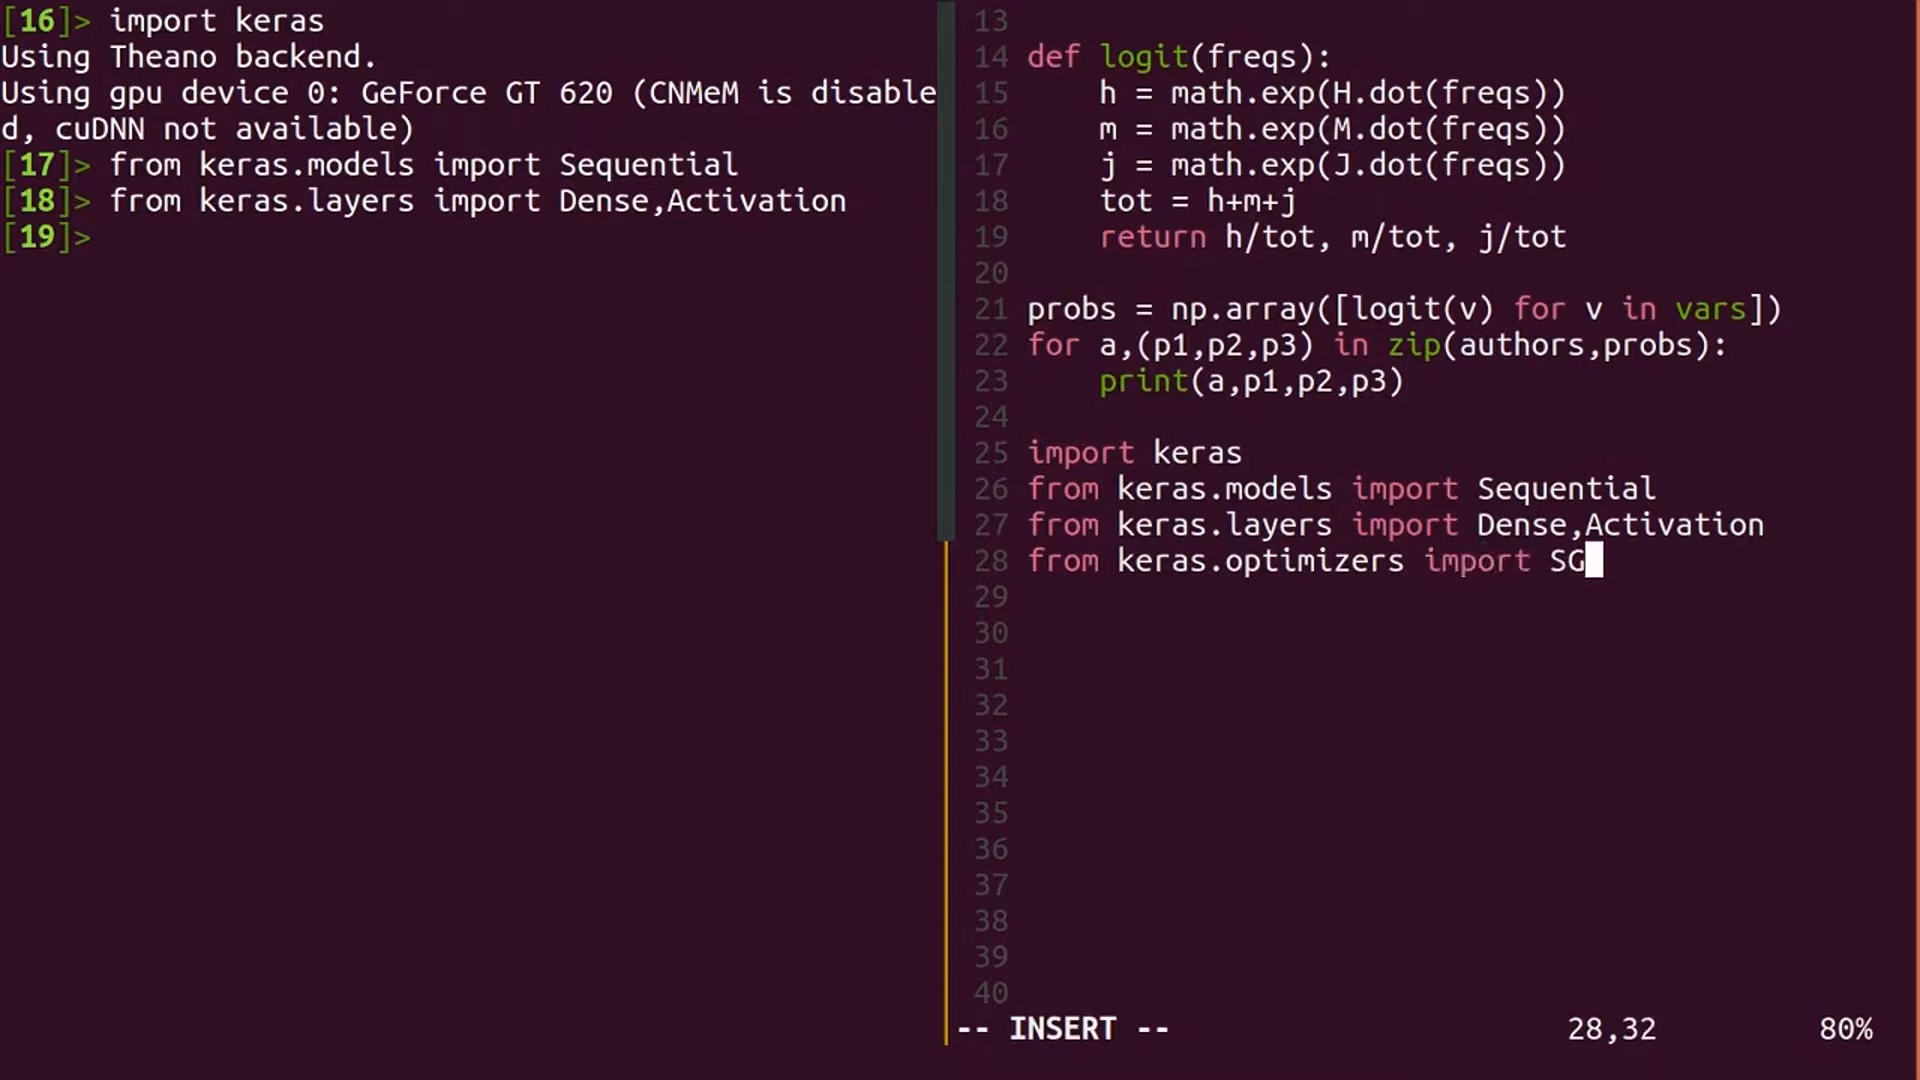 [16]> import keras
Using Theano backend.
Using gpu device 0: GeForce GT 620 (CNMeM is disable
d, cuDNN not available)
[17]> from keras.models import Sequential
[18]> from keras.layers import Dense,Activation
[19]>
13
14 def logit(freqs):
15     h = math.exp(H.dot(freqs))
16     m = math.exp(M.dot(freqs))
17     j = math.exp(J.dot(freqs))
18     tot = h+m+j
19     return h/tot, m/tot, j/tot
20
21 probs = np.array([logit(v) for v in vars])
22 for a,(p1,p2,p3) in zip(authors,probs):
23     print(a,p1,p2,p3)
24
25 import keras
26 from keras.models import Sequential
27 from keras.layers import Dense,Activation
28 from keras.optimizers import SG
29
30
31
32
33
34
35
36
37
38
39
40
-- INSERT -- 28,32 80%